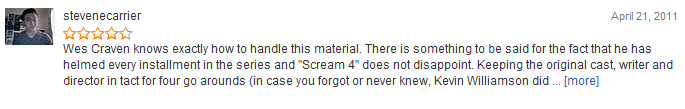 stevenecarrier
April 21, 2011
Wes Craven knows exactly how to handle this material. There is something to be said for the fact that he has
helmed every installment in the series and "Scream 4" does not disappoint. Keeping the original cast, writer and
director in tact for four go arounds (in case you forgot or never knew, Kevin Williamson did ... [more]